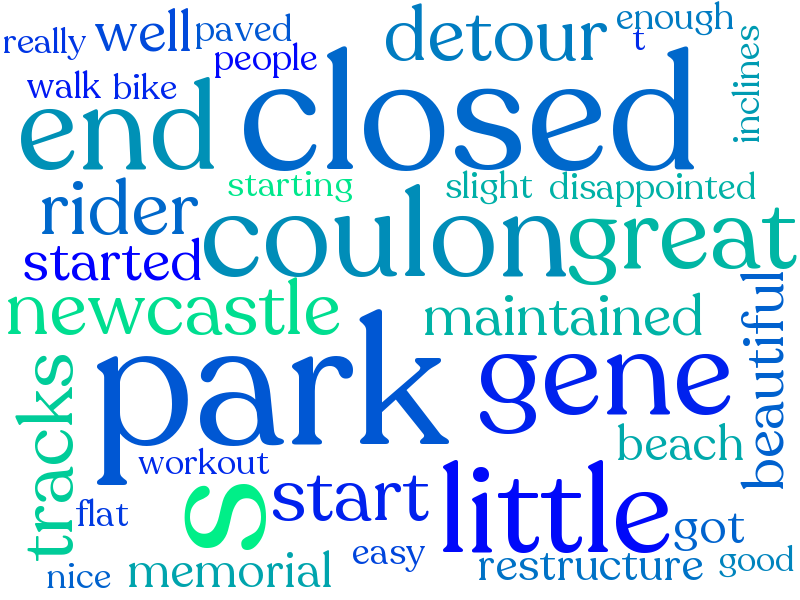 really
well
paved
people
detour
enough
t
walk
bike
end
closed
inclines
rider
starting
slight
disappointed
started
coulon
great
newcastle
maintained
beautiful
tracks
park
gene
beach
workout
s
start
little
flat
got
nice
memorial
easy
restructure
good